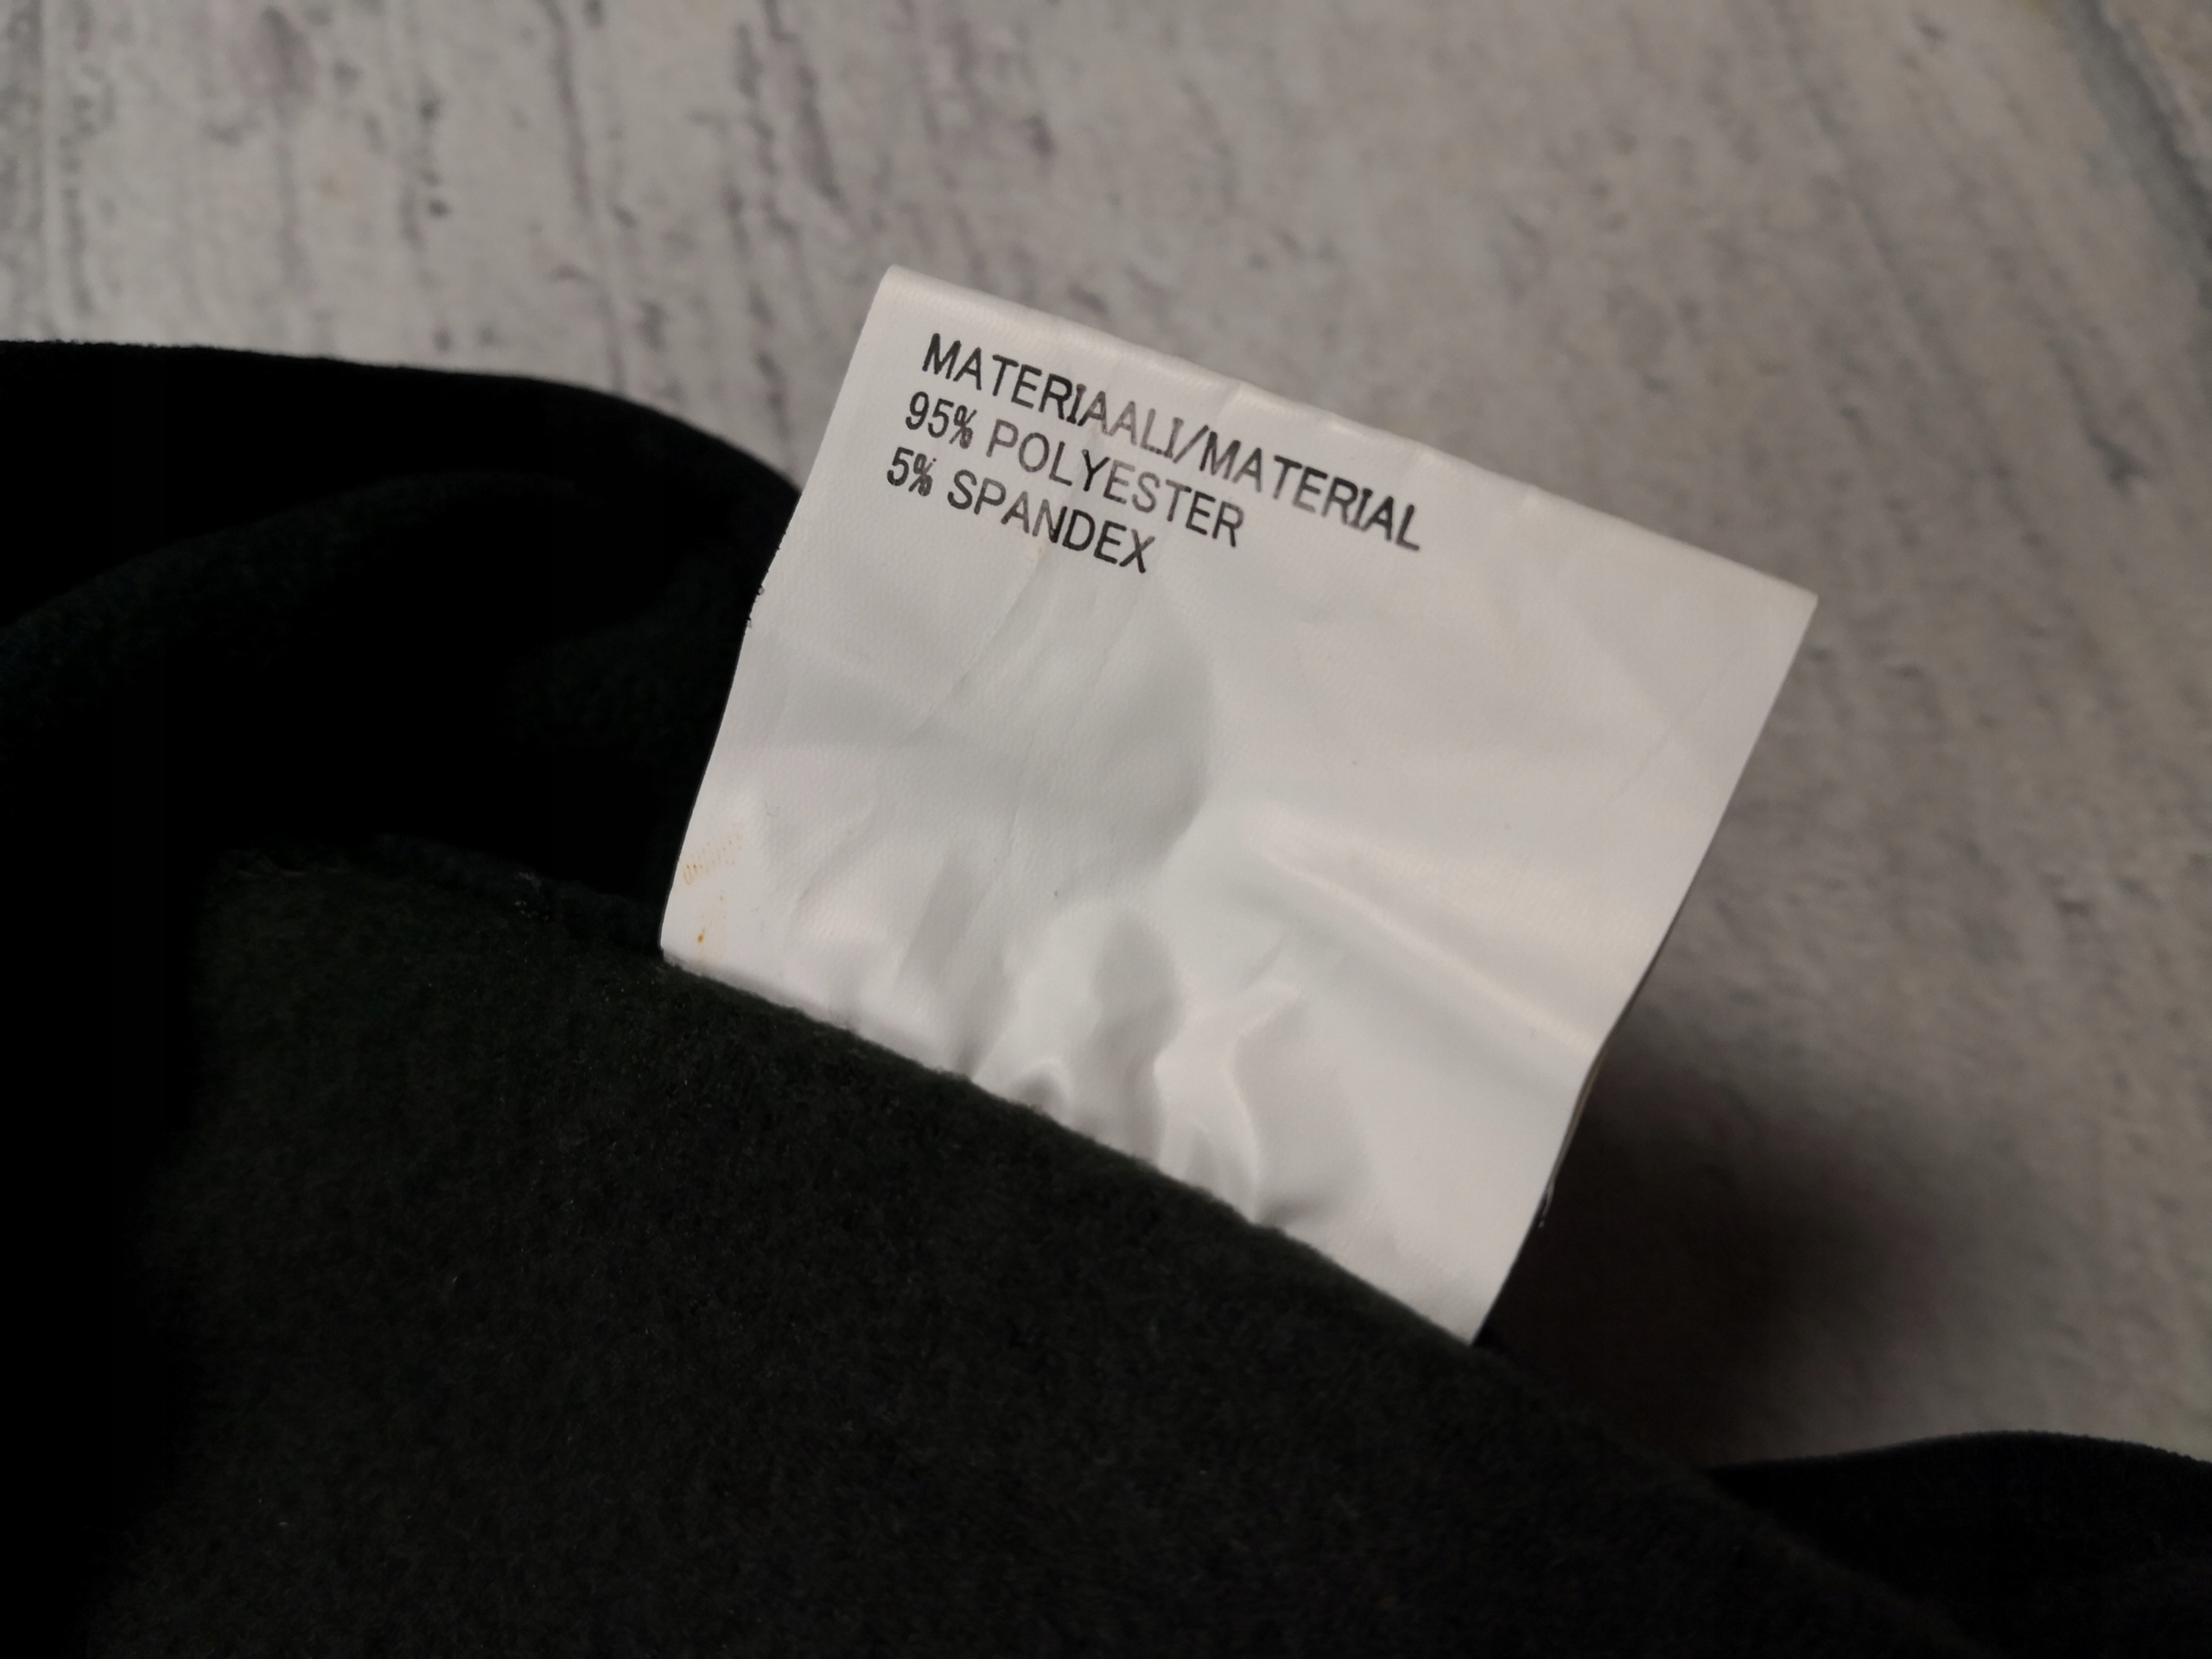 MATERIAALI/MATERIAL
95% POLYESTER
5% SPANDEX